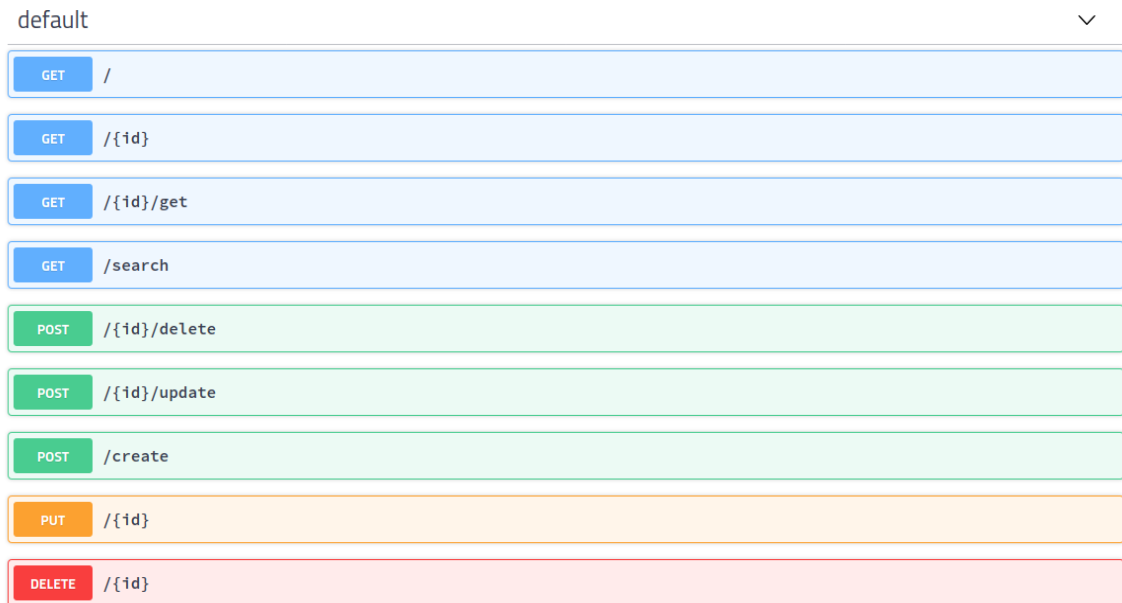 default
GET /
GET /{id}
GET /{id}/get
GET /search
POST /{id}/delete
POST /{id}/update
POST /create
PUT /{id}
DELETE /{id}